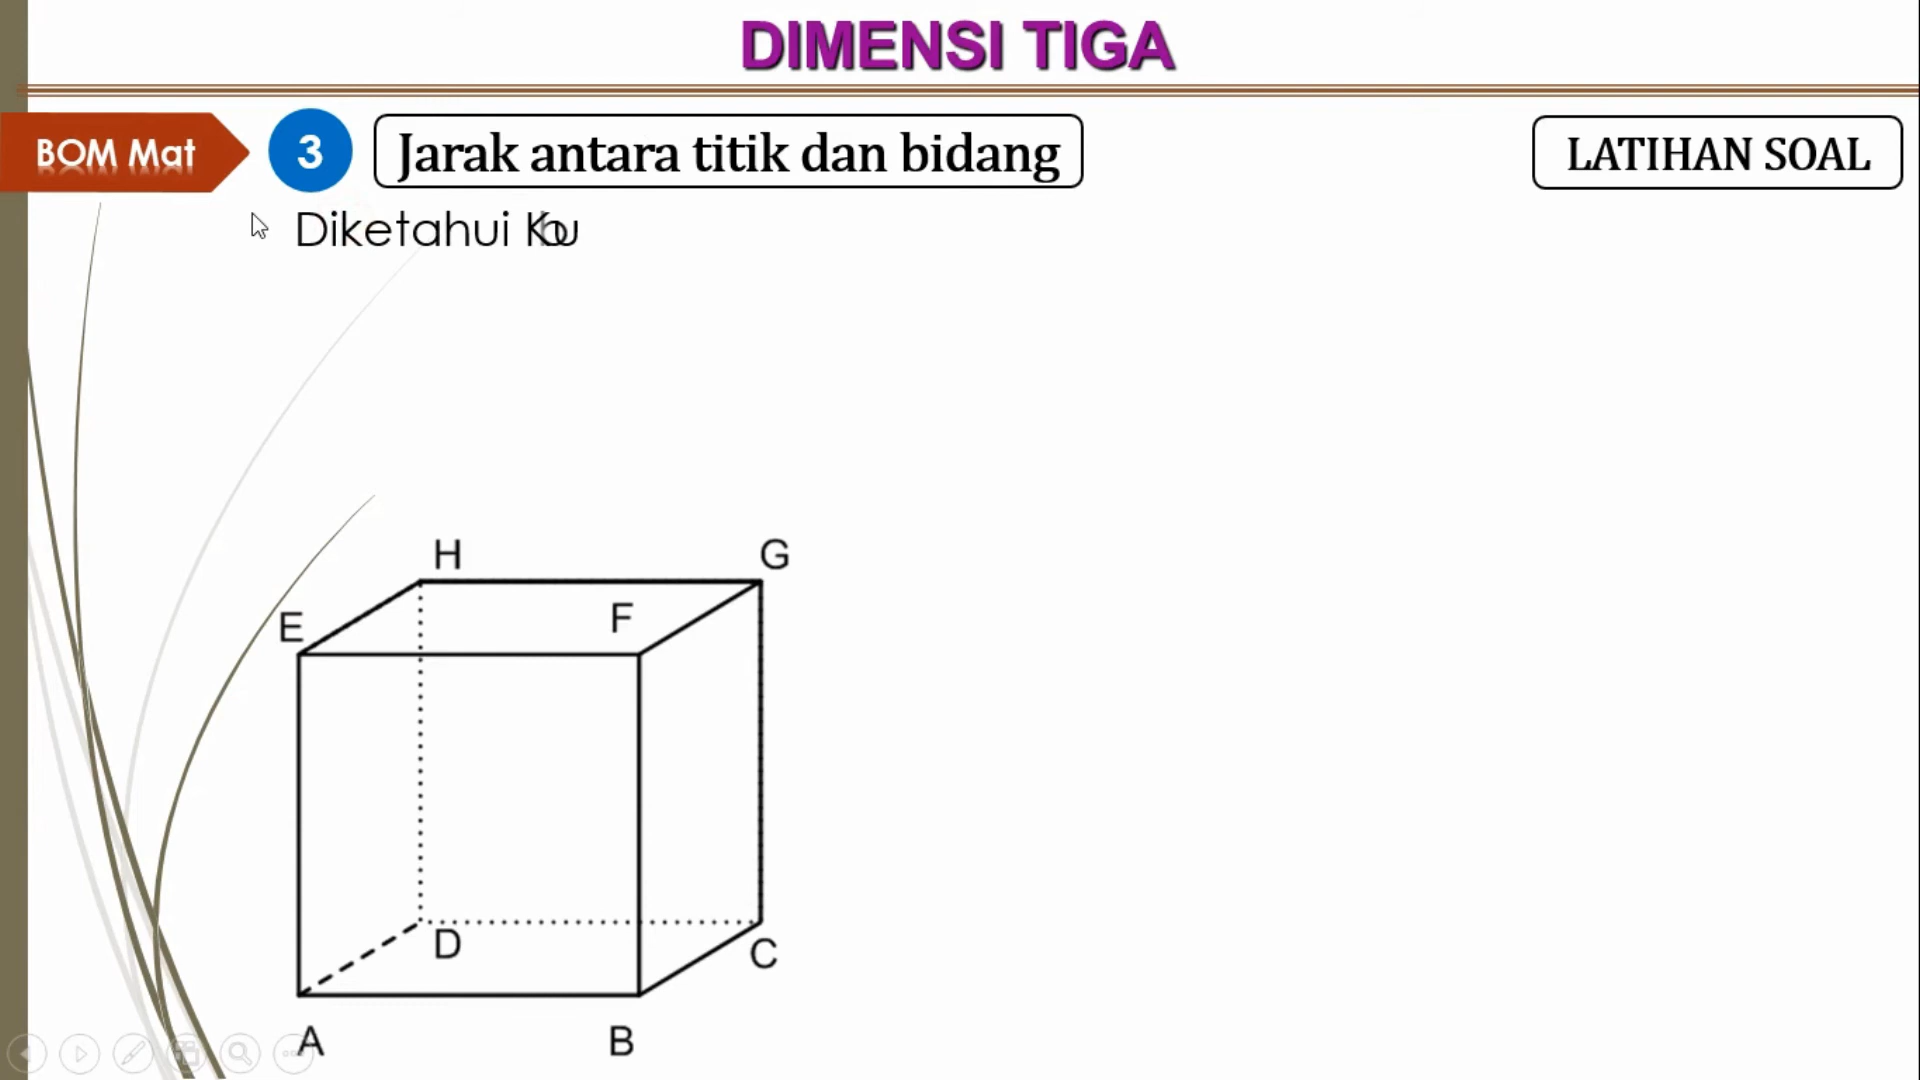 DIMENSI TIGA
BOM Mat
3
Jarak antara titik dan bidang
LATIHAN SOAL
Diketahui
H
G
E
F
D
C
A
B